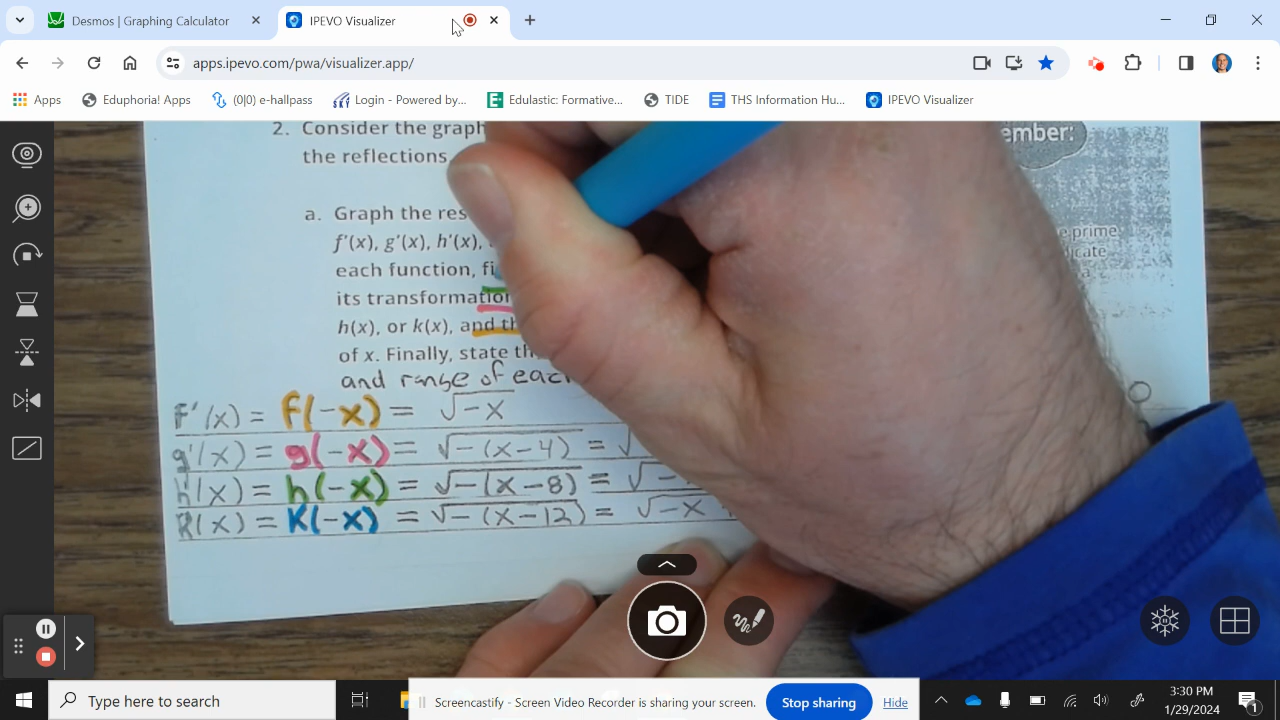 Desmos | Graphing Calculator
IPEVO Visualizer
apps.ipevo.com/pwa/visualizer.app/
Apps
Eduphoria! Apps
(0|0) e-hallpass
Login - Powered by...
Edulastic: Formative...
TIDE
THS Information Hu...
IPEVO Visualizer
2. Consider the graph
the reflections
ember:
a. Graph the res
f'(x), g'(x), h'(x),
each function, fi
its transformation
h(x), or k(x), and th
of x. Finally, state th
and range of each
e prime
icate
F'(x) = f(-x) = √-x
g'(x) = g(-x) = √-(x-4) = √
h'(x) = h(-x) = √-(x-8) = √-
k'(x) = K(-x) = √-(x-12) = √-x
Type here to search
Screencastify - Screen Video Recorder is sharing your screen.
Stop sharing
Hide
3:30 PM
1/29/2024
1